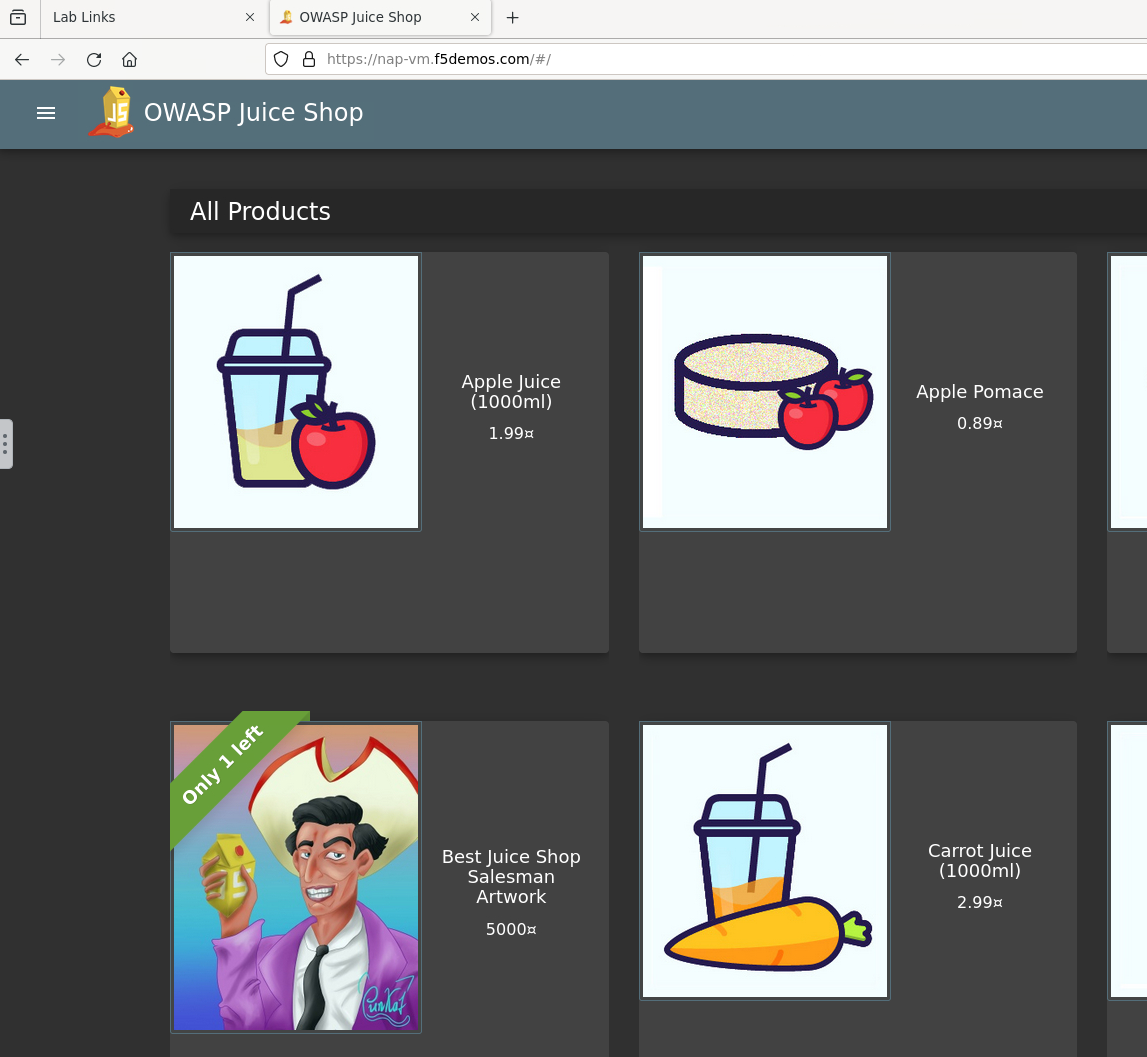 Lab Links
OWASP Juice Shop
https://nap-vm.f5demos.com/#/
JS
OWASP Juice Shop
All Products
Apple Juice
(1000ml)
1.99¤
Apple Pomace
0.89¤
Only 1 left
Best Juice Shop
Salesman
Artwork
5000¤
Carrot Juice
(1000ml)
2.99¤